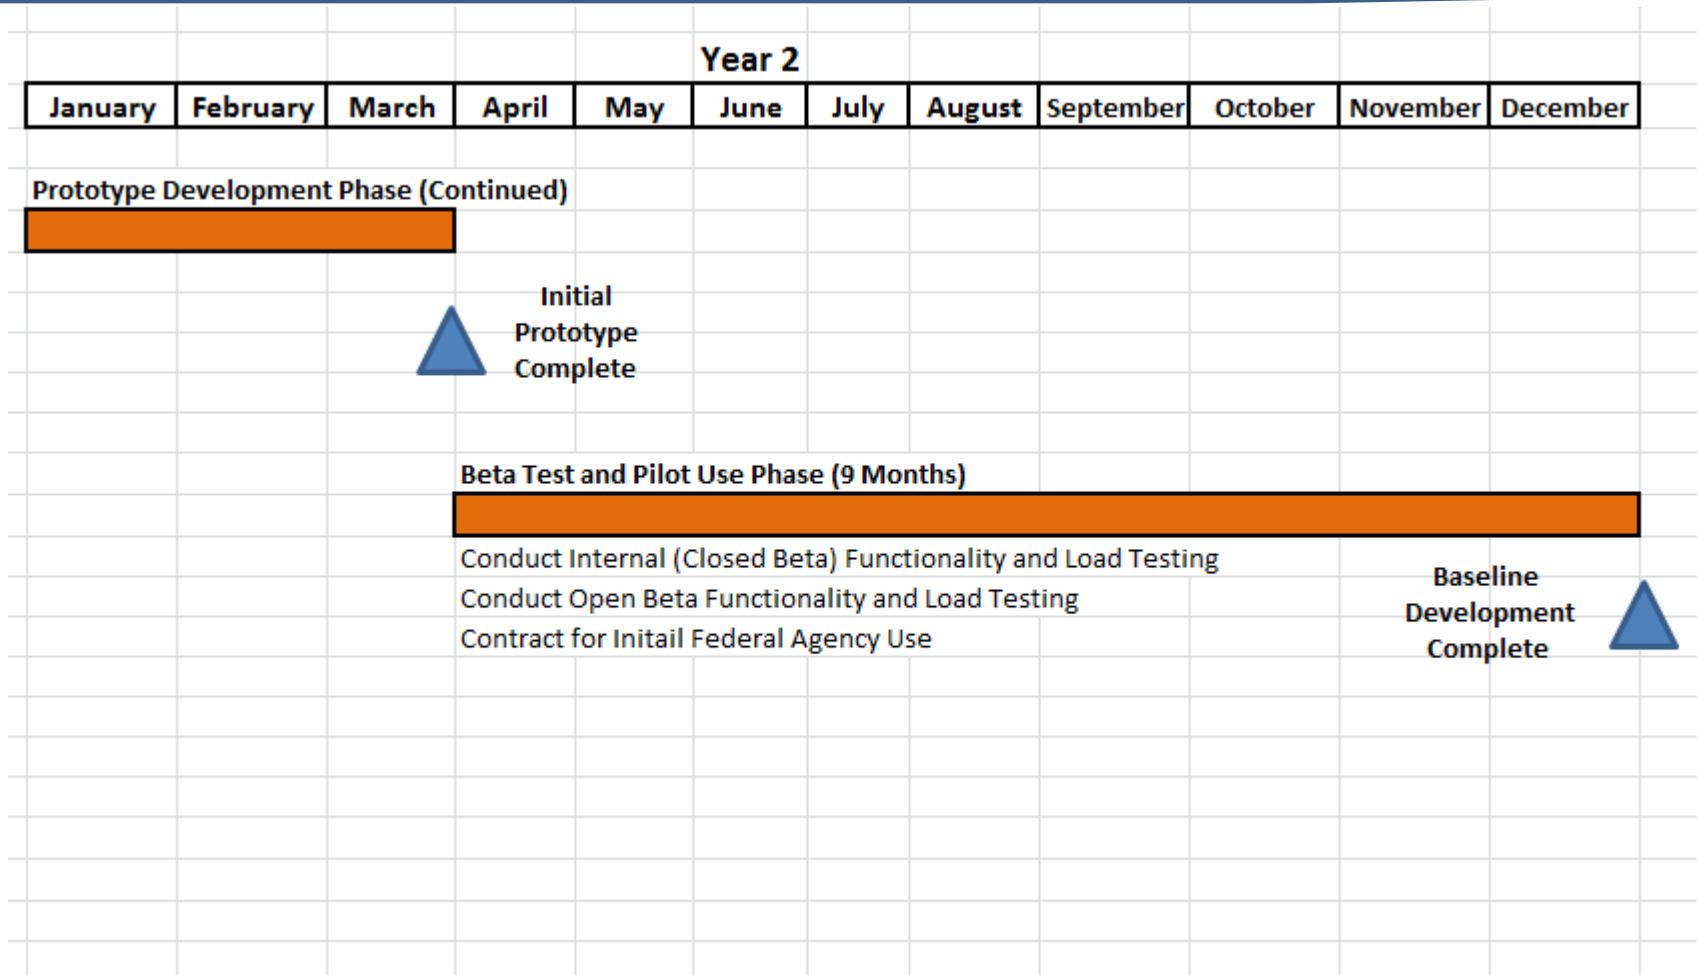 Year 2
January February March April May June July August September October November December
Prototype Development Phase (Continued)
Initial
Prototype
Complete
Beta Test and Pilot Use Phase (9 Months)
Conduct Internal (Closed Beta) Functionality and Load Testing
Conduct Open Beta Functionality and Load Testing
Contract for Initail Federal Agency Use
Baseline
Development
Complete